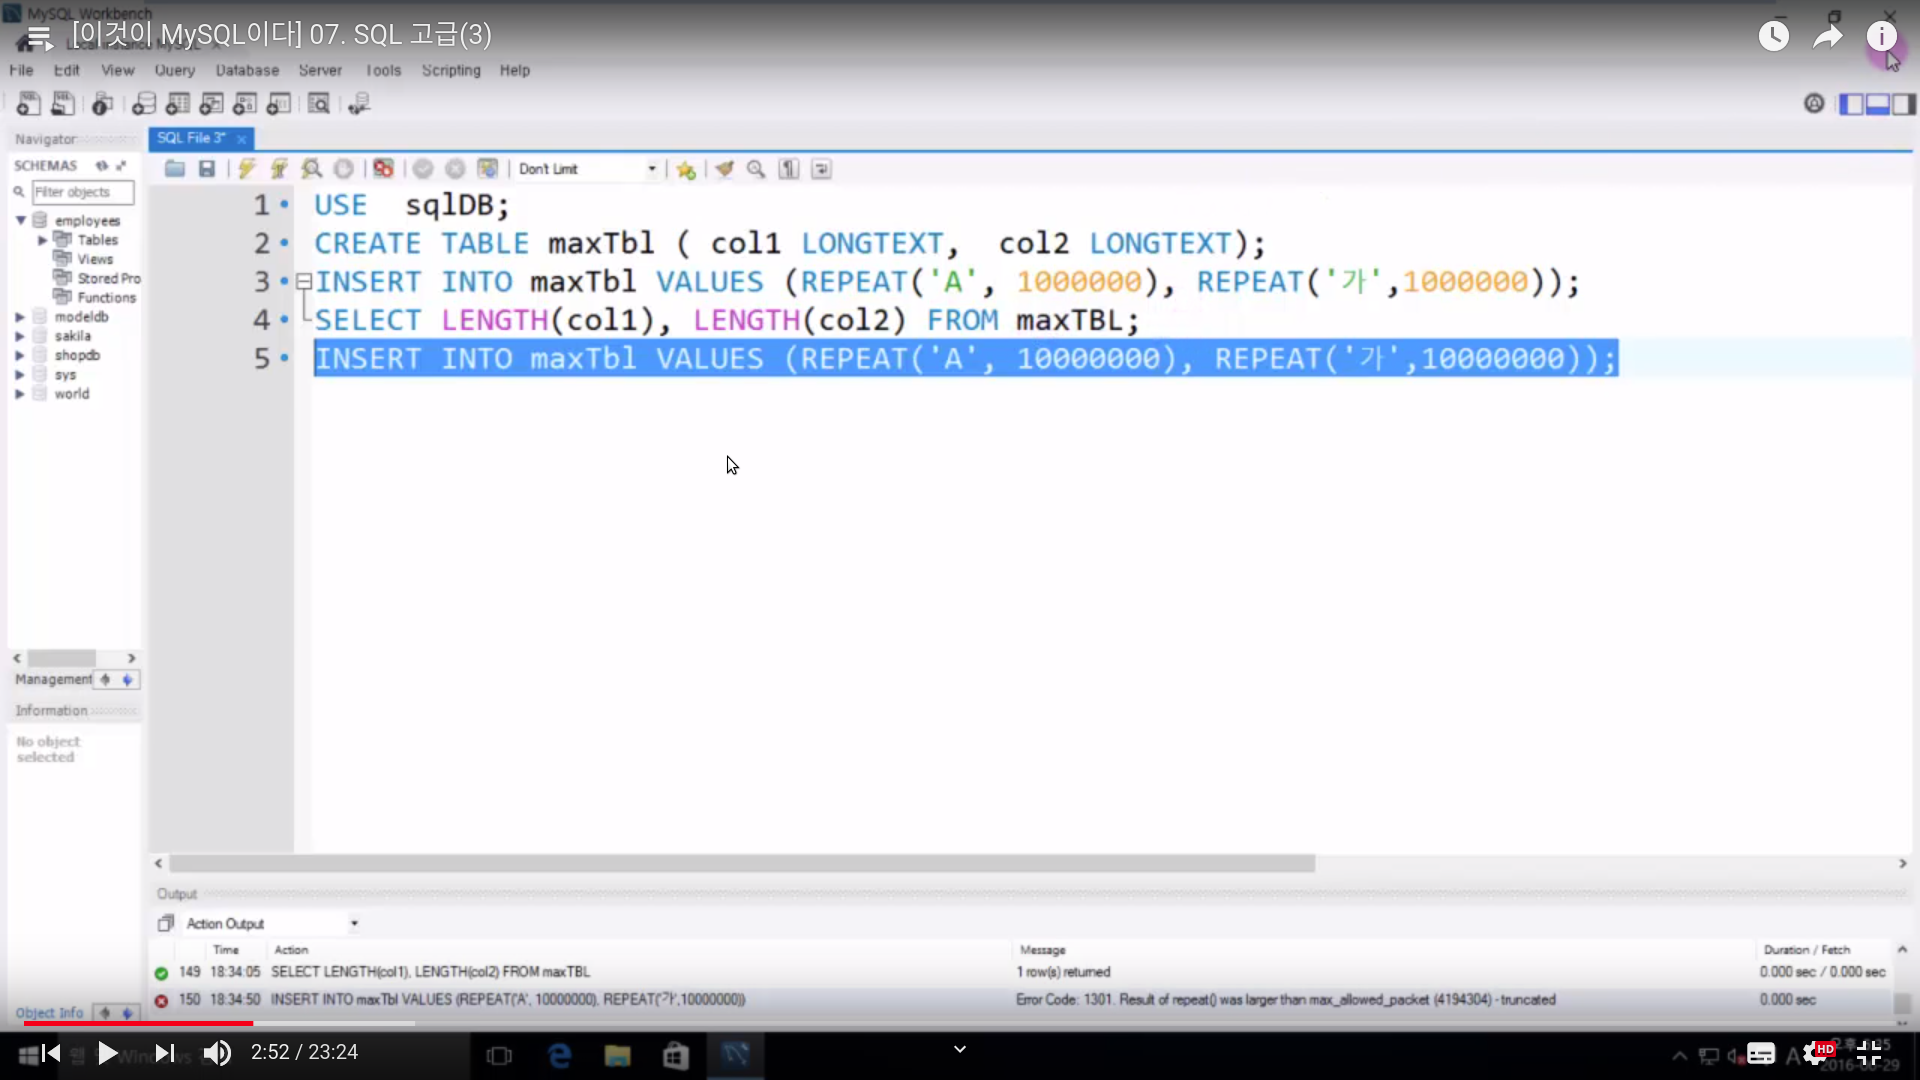 MySQL Workbench
[이것이 MySQL이다] 07. SQL 고급(3)
File Edit View Query Database Server Tools Scripting Help
Navigator
SQL File 3*
SCHEMAS
Don't Limit
Filter objects
employees
Tables
Views
Stored Pro
Functions
modeldb
sakila
shopdb
sys
world
1 USE sqlDB;
2 CREATE TABLE maxTbl ( col1 LONGTEXT, col2 LONGTEXT);
3 INSERT INTO maxTbl VALUES (REPEAT('A', 1000000), REPEAT('가',1000000));
4 SELECT LENGTH(col1), LENGTH(col2) FROM maxTBL;
5 INSERT INTO maxTbl VALUES (REPEAT('A', 10000000), REPEAT('가',10000000));
Management
Information
No object
selected
Object Info
Output
Action Output
Time Action Message Duration / Fetch
149 18:34:05 SELECT LENGTH(col1), LENGTH(col2) FROM maxTBL 1 row(s) returned 0.000 sec / 0.000 sec
150 18:34:50 INSERT INTO maxTbl VALUES (REPEAT('A', 10000000), REPEAT('가',10000000)) Error Code: 1301. Result of repeat() was larger than max_allowed_packet (4194304) - truncated 0.000 sec
2:52 / 23:24
HD